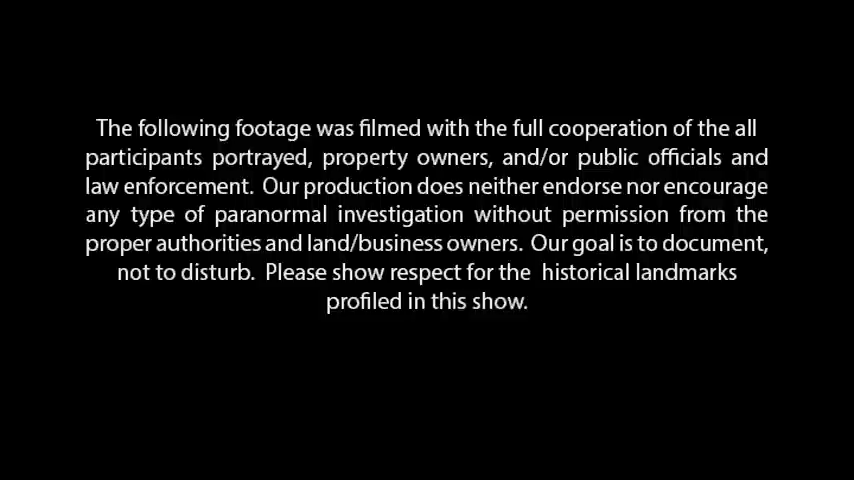 The following footage was filmed with the full cooperation of the all
participants portrayed, property owners, and/or public officials and
law enforcement.  Our production does neither endorse nor encourage
any type of paranormal investigation without permission from the
proper authorities and land/business owners.  Our goal is to document,
not to disturb.  Please show respect for the  historical landmarks
profiled in this show.